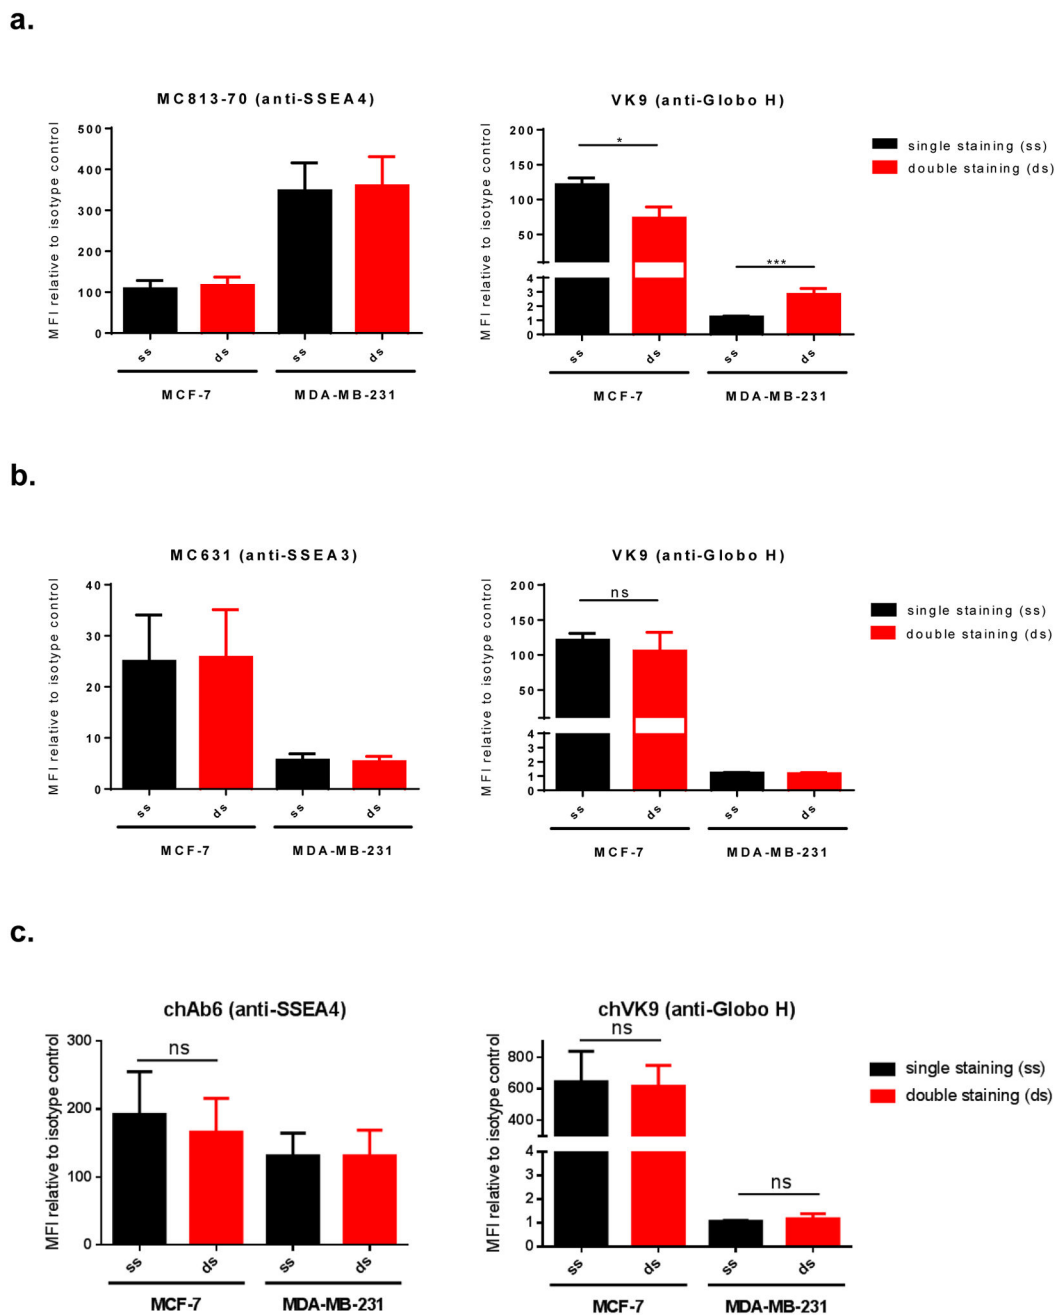 a.
MC813-70 (anti-SSEA4)
MFI relative to isotype control
500
400
300
200
100
0
ss
ds
ss
ds
MCF-7
MDA-MB-231
VK9 (anti-Globo H)
MFI relative to isotype control
200
150
100
50
4
3
2
1
0
*
***
ss
ds
ss
ds
MCF-7
MDA-MB-231
single staining (ss)
double staining (ds)
b.
MC631 (anti-SSEA3)
MFI relative to isotype control
40
30
20
10
0
ss
ds
ss
ds
MCF-7
MDA-MB-231
VK9 (anti-Globo H)
MFI relative to isotype control
200
150
100
50
4
3
2
1
0
ns
ss
ds
ss
ds
MCF-7
MDA-MB-231
single staining (ss)
double staining (ds)
c.
chAb6 (anti-SSEA4)
MFI relative to isotype control
300
200
100
0
ns
ss
ds
ss
ds
MCF-7
MDA-MB-231
chVK9 (anti-Globo H)
MFI relative to isotype control
800
600
400
4
3
2
1
0
ns
ns
ss
ds
ss
ds
MCF-7
MDA-MB-231
single staining (ss)
double staining (ds)